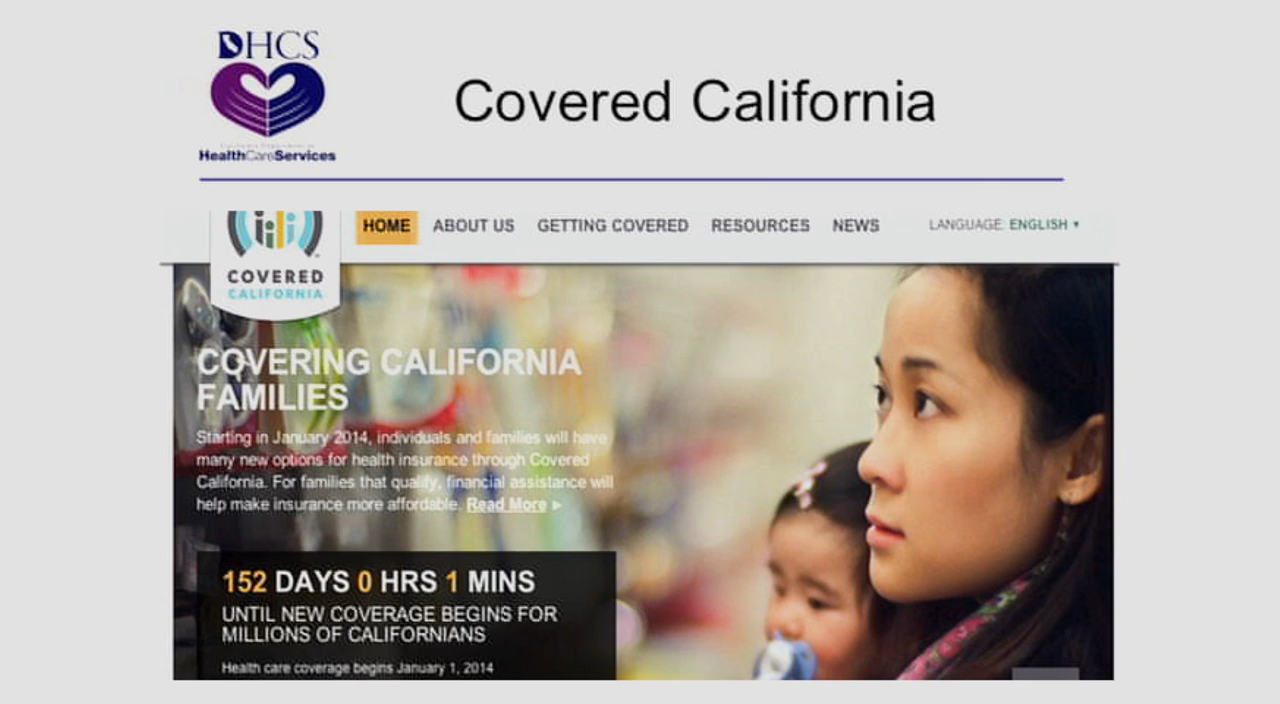 DHCS
HealthCareServices
Covered California
HOME ABOUT US GETTING COVERED RESOURCES NEWS LANGUAGE: ENGLISH ▾
COVERED
CALIFORNIA
COVERING CALIFORNIA
FAMILIES
Starting in January 2014, individuals and families will have
many new options for health insurance through Covered
California. For families that qualify, financial assistance will
help make insurance more affordable. Read More ▸
152 DAYS 0 HRS 1 MINS
UNTIL NEW COVERAGE BEGINS FOR
MILLIONS OF CALIFORNIANS
Health care coverage begins January 1, 2014